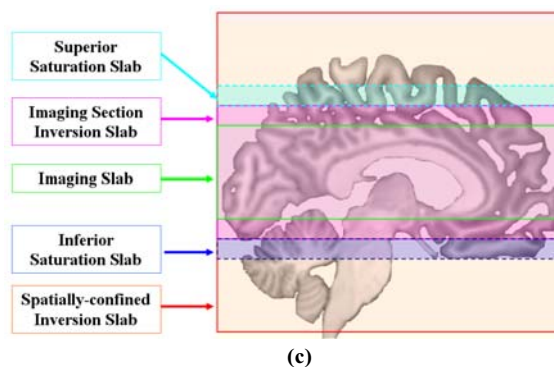 Superior
Saturation Slab
Imaging Section
Inversion Slab
Imaging Slab
Inferior
Saturation Slab
Spatially-confined
Inversion Slab
(c)